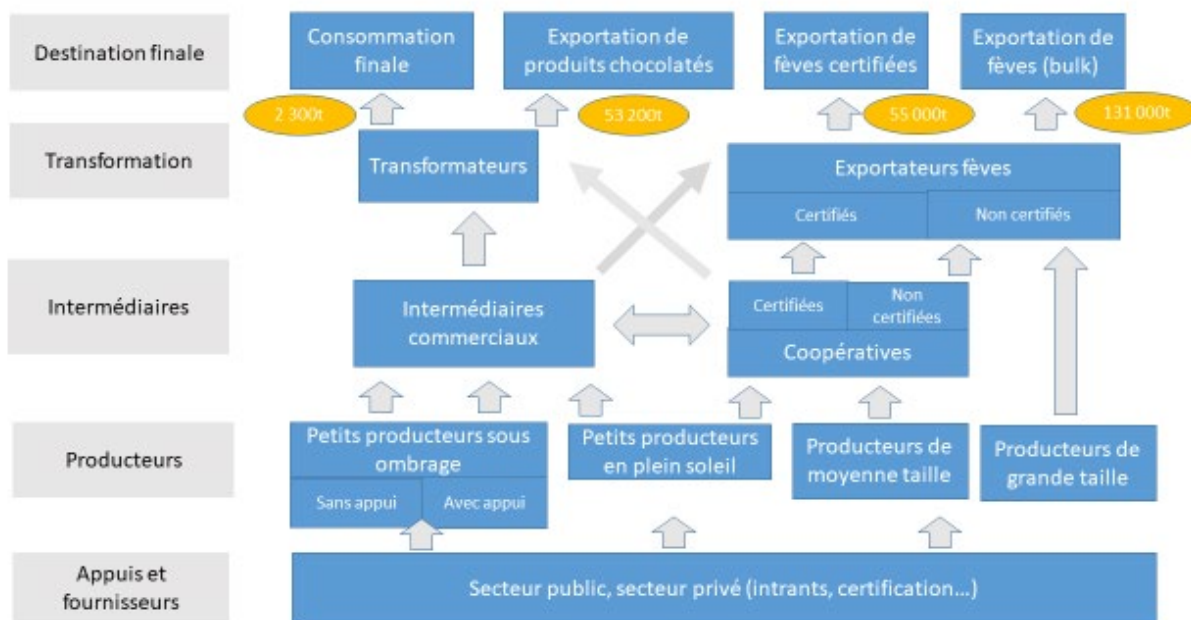 Destination finale
Consommation
finale
Exportation de
produits chocolatés
Exportation de
fèves certifiées
Exportation de
fèves (bulk)
2 300t
53 200t
55 000t
131 000t
Transformation
Transformateurs
Exportateurs fèves
Certifiés
Non certifiés
Intermédiaires
Intermédiaires
commerciaux
Certifiées
Non
certifiées
Coopératives
Producteurs
Petits producteurs sous
ombrage
Sans appui
Avec appui
Petits producteurs
en plein soleil
Producteurs de
moyenne taille
Producteurs de
grande taille
Appuis et
fournisseurs
Secteur public, secteur privé (intrants, certification…)